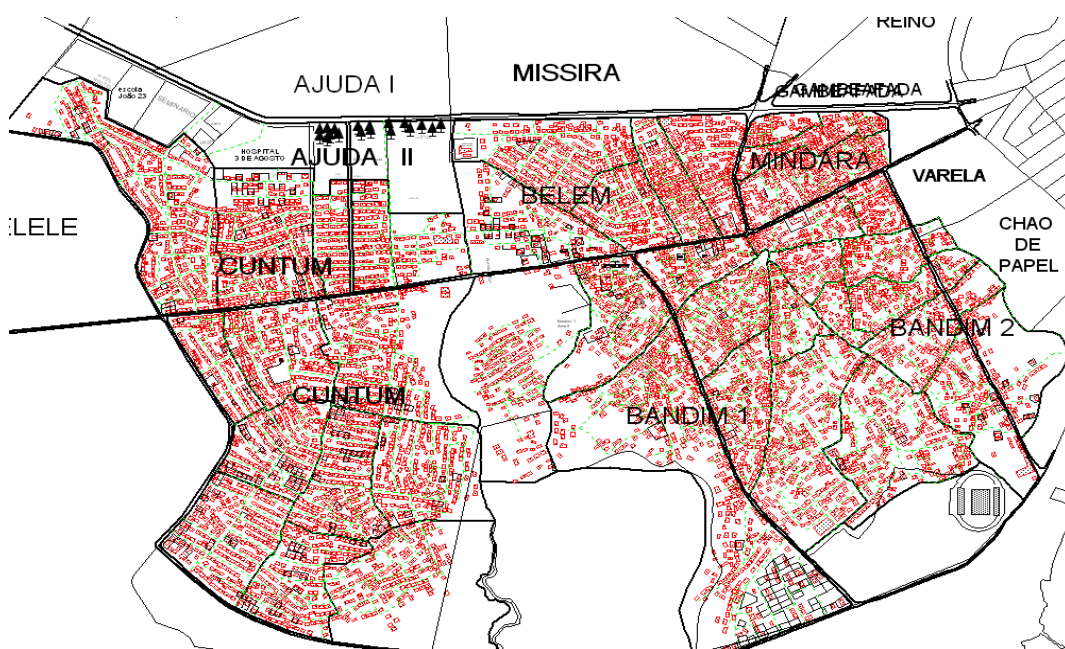 REINO
MISSIRA
AJUDA I
escola
João 23
SEMINARIO
HOSPITAL
3 DE AGOSTO
AJUDA II
MINDARA
VARELA
BELEM
CHAO
DE
PAPEL
ELELE
CUNTUM
BANDIM 2
CUNTUM
BANDIM 1